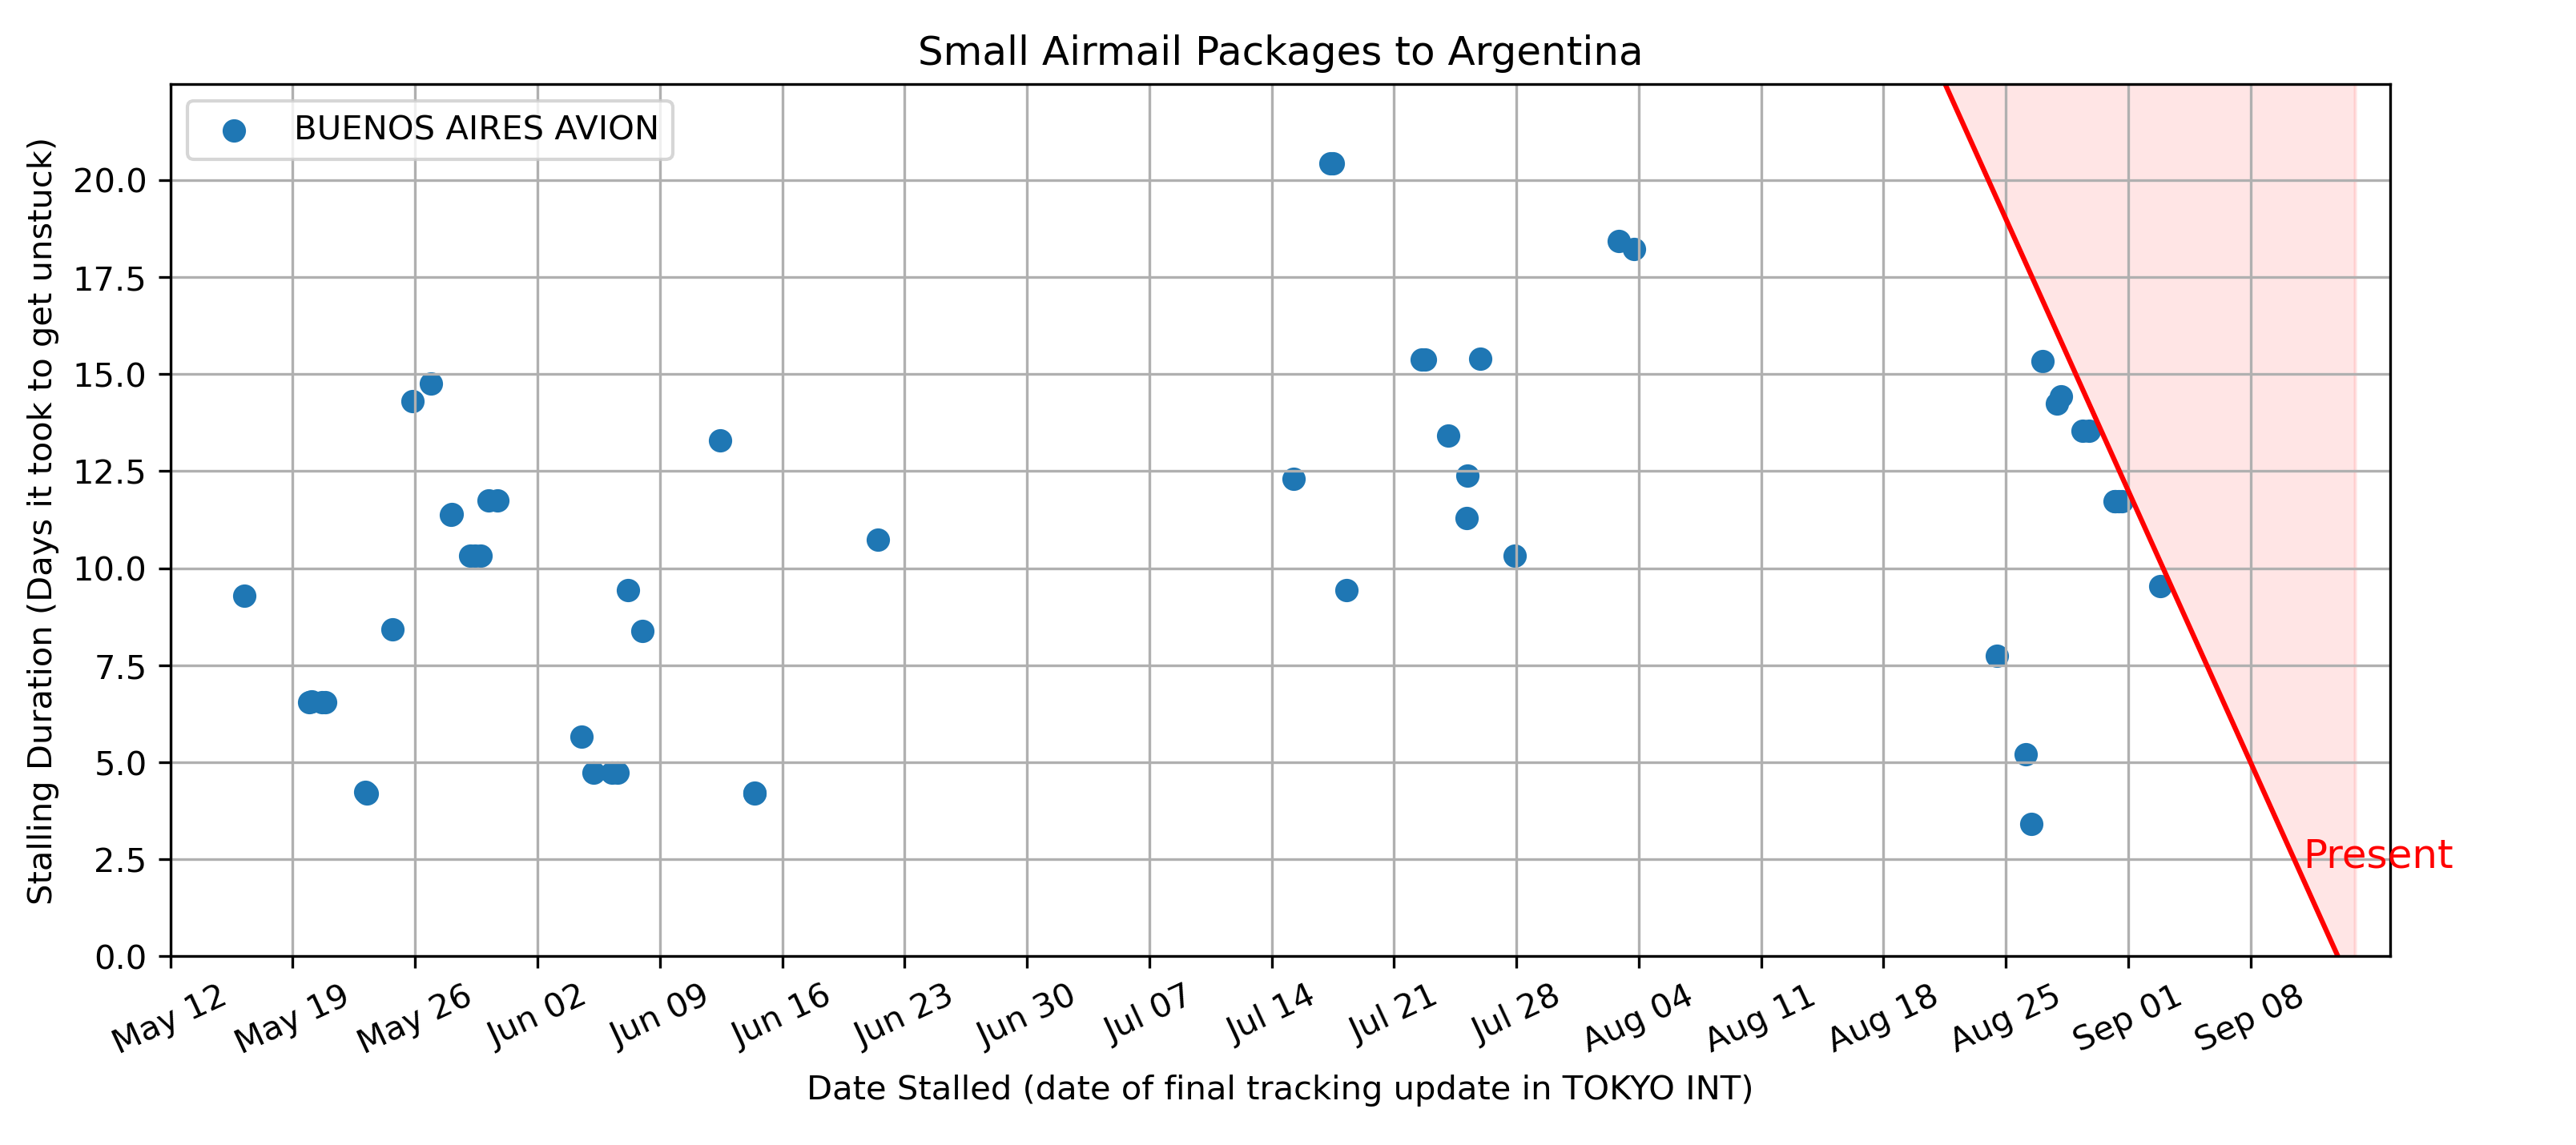 Small Airmail Packages to Argentina
BUENOS AIRES AVION
Stalling Duration (Days it took to get unstuck)
20.0
17.5
15.0
12.5
10.0
7.5
5.0
2.5
0.0
Present
May 12 May 19 May 26 Jun 02 Jun 09 Jun 16 Jun 23 Jun 30 Jul 07 Jul 14 Jul 21 Jul 28 Aug 04 Aug 11 Aug 18 Aug 25 Sep 01 Sep 08
Date Stalled (date of final tracking update in TOKYO INT)